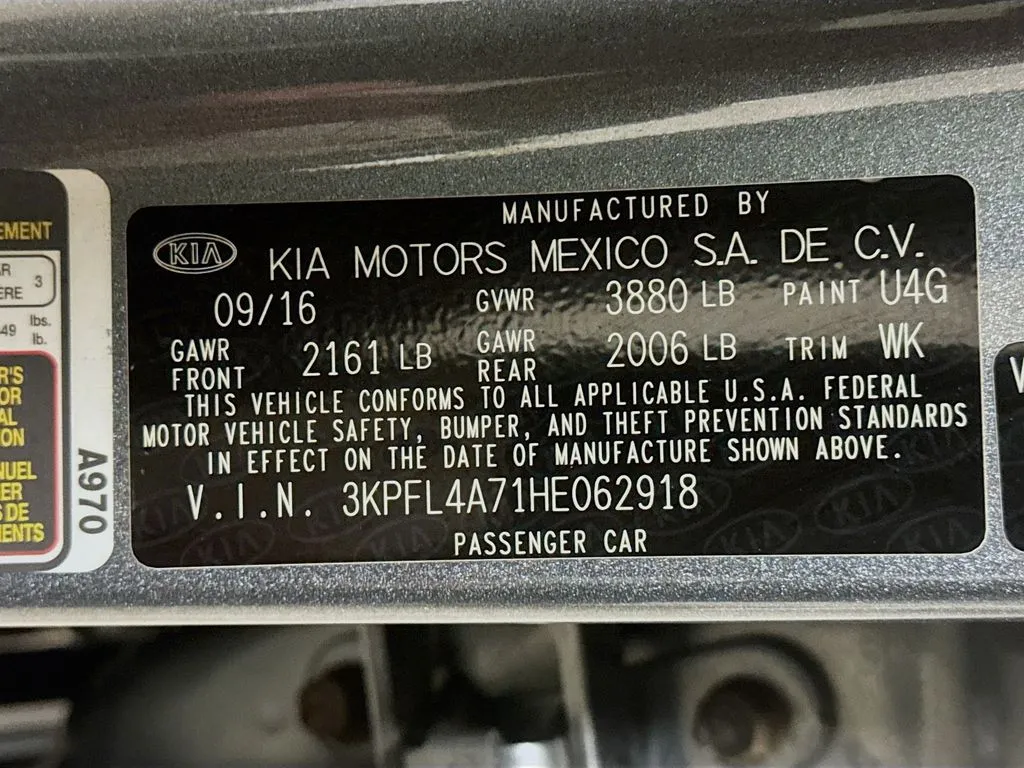 MANUFACTURED BY
KIA KIA MOTORS MEXICO S.A. DE C.V.
09/16 GVWR 3880 LB PAINT U4G
GAWR FRONT 2161 LB GAWR REAR 2006 LB TRIM WK
THIS VEHICLE CONFORMS TO ALL APPLICABLE U.S.A. FEDERAL
MOTOR VEHICLE SAFETY, BUMPER, AND THEFT PREVENTION STANDARDS
IN EFFECT ON THE DATE OF MANUFACTURE SHOWN ABOVE.
V.I.N. 3KPFL4A71HE062918
PASSENGER CAR
3
lbs.
lb.
A970